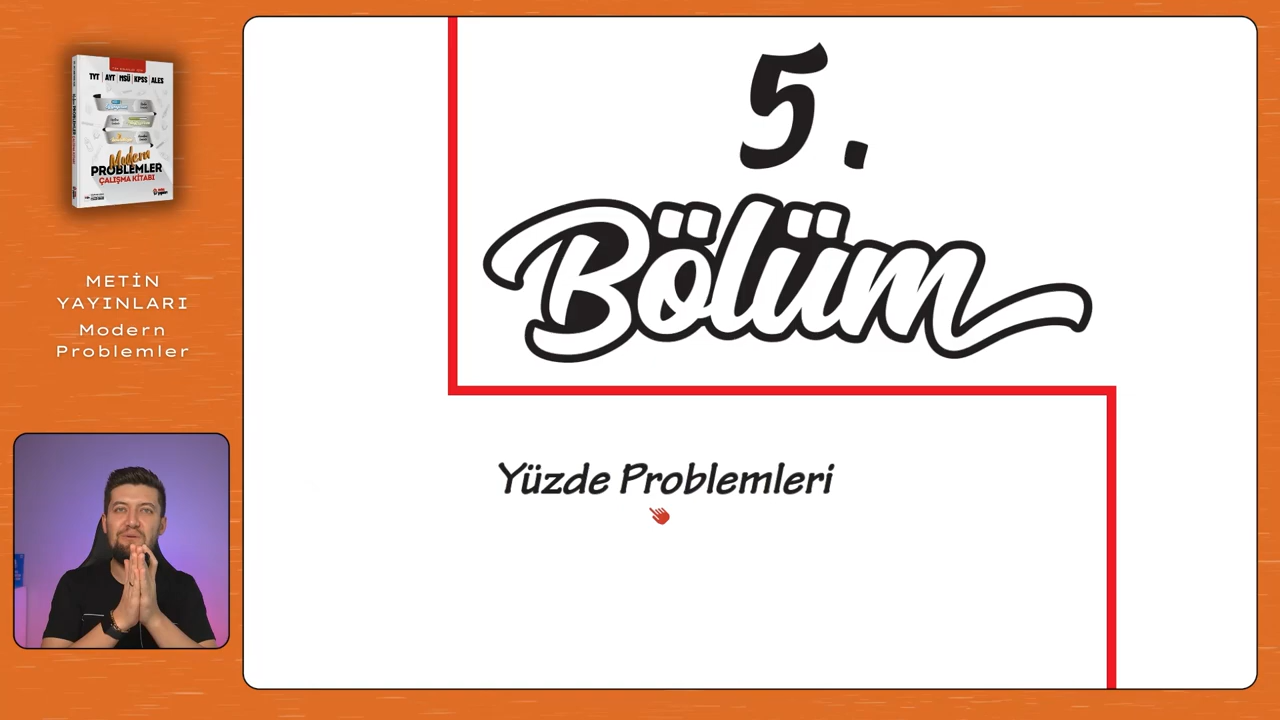 TYT AYT MSÜ KPSS ALES
Modern
PROBLEMLER
ÇALIŞMA KİTABI
METİN
YAYINLARI
Modern
Problemler
5.
Bölüm
Yüzde Problemleri